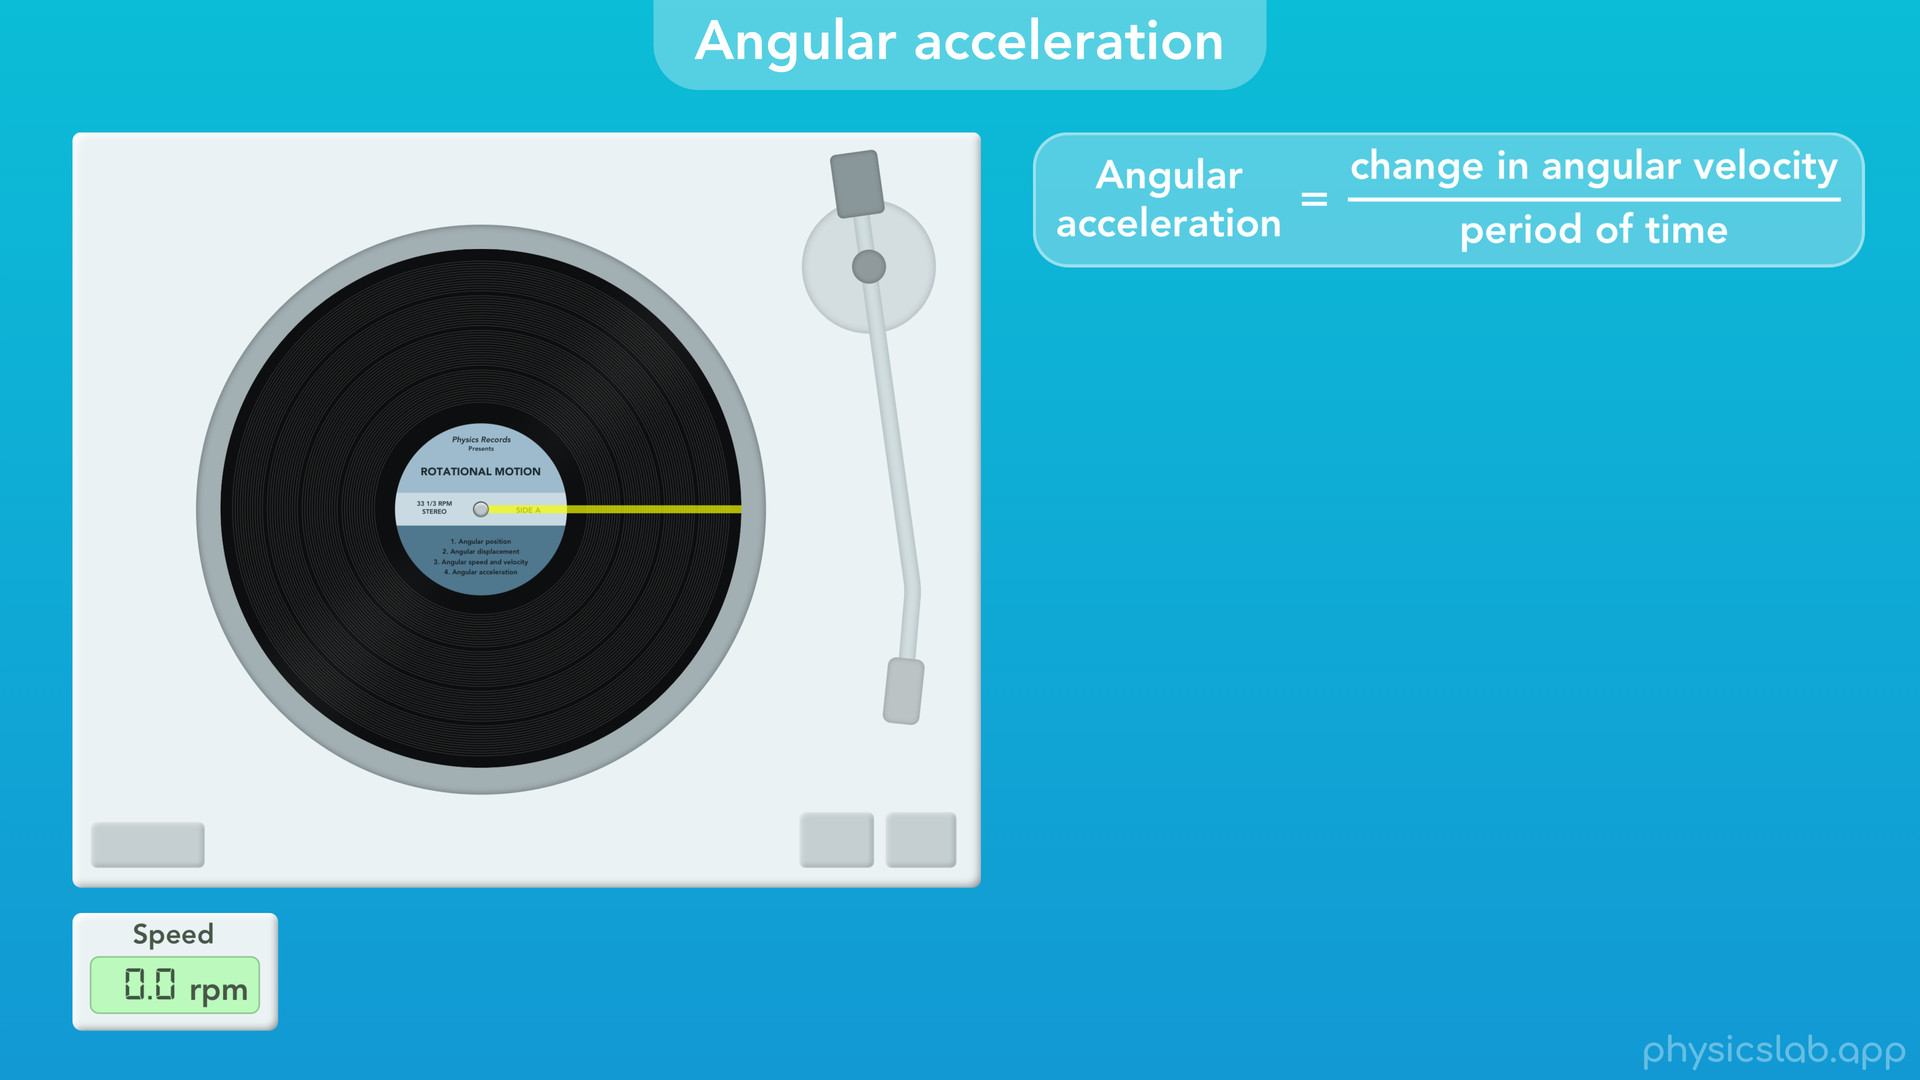 Angular acceleration
Angular
acceleration
=
change in angular velocity
period of time
Physics Records
Presents
ROTATIONAL MOTION
33 1/3 RPM
STEREO
SIDE A
1. Angular position
2. Angular displacement
3. Angular speed and velocity
4. Angular acceleration
Speed
0.0 rpm
physicslab.app